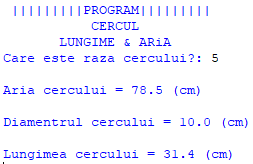 |||||||||PROGRAM|||||||||
CERCUL
LUNGIME & ARiA
Care este raza cercului?: 5
Aria cercului = 78.5 (cm)
Diamentrul cercului = 10.0 (cm)
Lungimea cercului = 31.4 (cm)